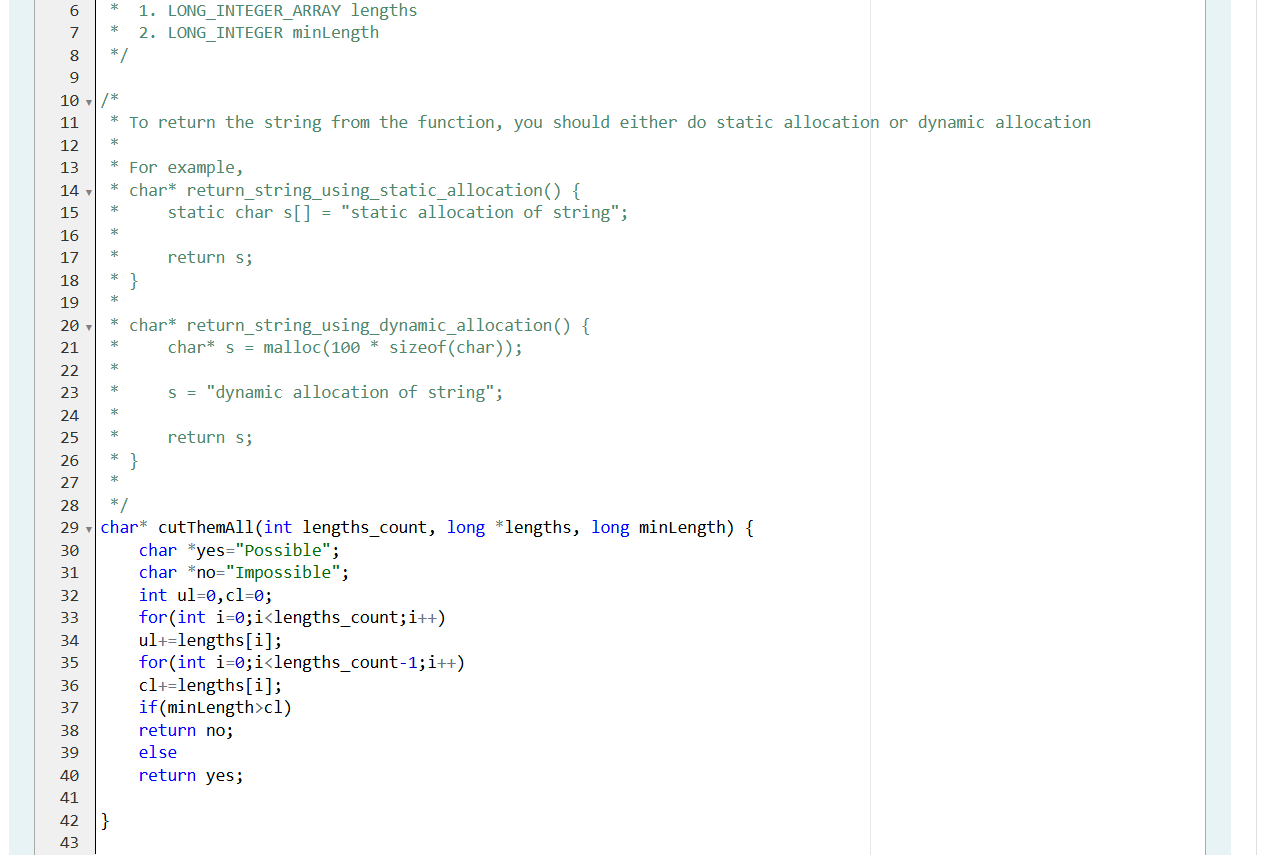 6 * 1. LONG_INTEGER_ARRAY lengths
7 * 2. LONG_INTEGER minLength
8 */
9
10 /*
11 * To return the string from the function, you should either do static allocation or dynamic allocation
12 *
13 * For example,
14 * char* return_string_using_static_allocation() {
15 *     static char s[] = "static allocation of string";
16 *
17 *     return s;
18 * }
19 *
20 * char* return_string_using_dynamic_allocation() {
21 *     char* s = malloc(100 * sizeof(char));
22 *
23 *     s = "dynamic allocation of string";
24 *
25 *     return s;
26 * }
27 *
28 */
29 char* cutThemAll(int lengths_count, long *lengths, long minLength) {
30     char *yes="Possible";
31     char *no="Impossible";
32     int ul=0,cl=0;
33     for(int i=0;i<lengths_count;i++)
34     ul+=lengths[i];
35     for(int i=0;i<lengths_count-1;i++)
36     cl+=lengths[i];
37     if(minLength>cl)
38     return no;
39     else
40     return yes;
41
42 }
43